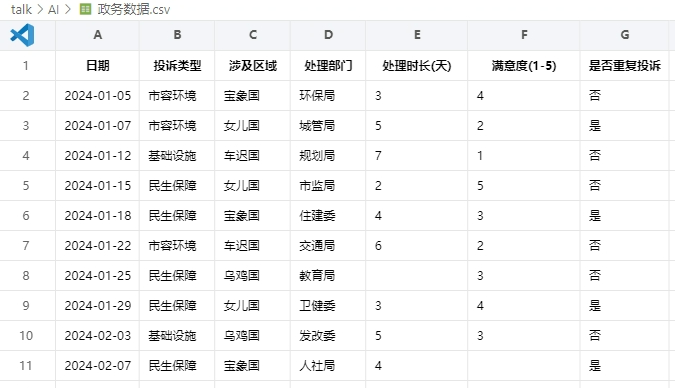 talk > AI > 政务数据.csv
A B C D E F G
1 日期 投诉类型 涉及区域 处理部门 处理时长(天) 满意度(1-5) 是否重复投诉
2 2024-01-05 市容环境 宝象国 环保局 3 4 否
3 2024-01-07 市容环境 女儿国 城管局 5 2 是
4 2024-01-12 基础设施 车迟国 规划局 7 1 否
5 2024-01-15 民生保障 女儿国 市监局 2 5 否
6 2024-01-18 民生保障 宝象国 住建委 4 3 是
7 2024-01-22 市容环境 车迟国 交通局 6 2 否
8 2024-01-25 民生保障 乌鸡国 教育局 3 否
9 2024-01-29 民生保障 女儿国 卫健委 3 4 是
10 2024-02-03 基础设施 乌鸡国 发改委 5 3 否
11 2024-02-07 民生保障 宝象国 人社局 4 是